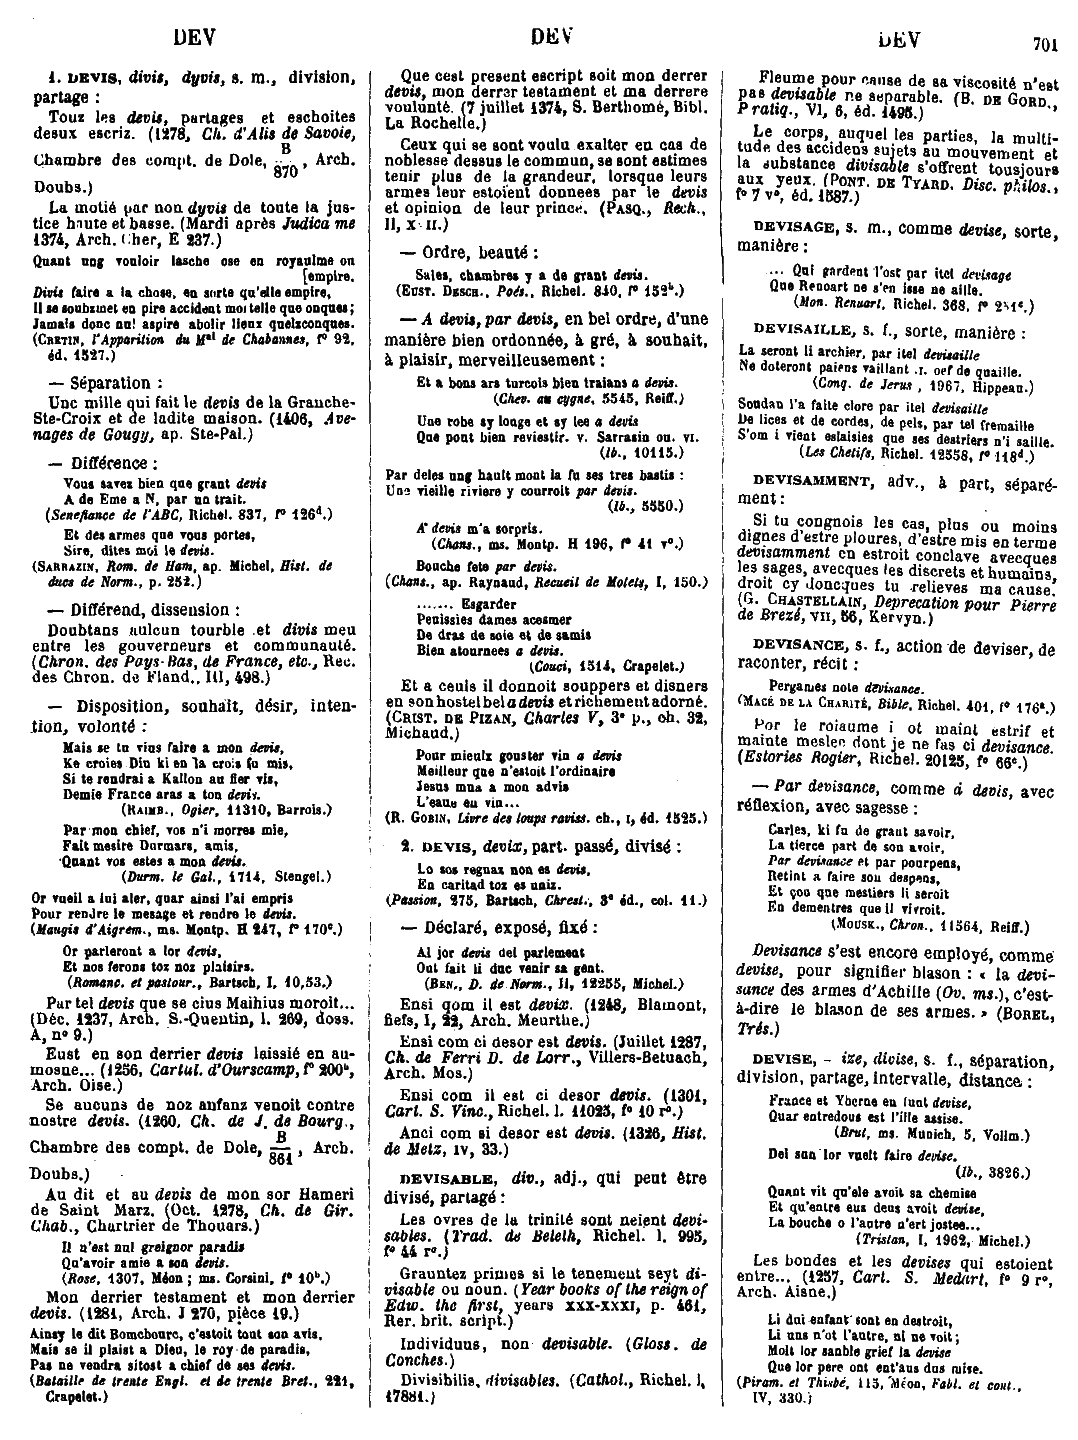 DEV
DEV
DEV
701
1. DEVIS, divis, dyvis, s. m., division,
partage :
Touz les devis, partages et eschoites
desux escriz. (1278, Ch. d'Alis de Savoie,
Chambre des compt. de Dole, B/870, Arch.
Doubs.)
La motié par non dyvis de toute la jus-
tice haute et basse. (Mardi après Judica me
1374, Arch. Cher, E 237.)
Quant ung vouloir lasche ose en royaulme on
[empire.
Divis faire a la chose, en sorte qu'elle empire,
Il se soubzmet en pire accident mortelle que onques;
Jamais donc nul aspire abolir lieux quelsconques.
(CRETIN, l'Apparition du Mal de Chabannes, f° 92,
éd. 1527.)
— Séparation :
Une mille qui fait le devis de la Granche-
Ste-Croix et de ladite maison. (1406, Ave-
nages de Gougy, ap. Ste-Pal.)
— Différence :
Vous savez bien que grant devis
A de Eme a N, par un trait.
(Senefiance de l'ABC, Richel. 837, f° 126d.)
Et des armes que vous portes,
Sire, dites moi le devis.
(SARRAZIN, Rom. de Ham, ap. Michel, Hist. de
ducs de Norm., p. 252.)
— Différend, dissension :
Doubtans aulcun tourble et divis meu
entre les gouverneurs et communauté.
(Chron. des Pays-Bas, de France, etc., Rec.
des Chron. de Fland., III, 498.)
— Disposition, souhait, désir, inten-
tion, volonté :
Mais se tu vius faire a mon devis,
Ke croies Diu ki en la crois fu mis,
Si te rendrai a Kallon au fier vis,
Demie France aras a ton devis.
(RAIMB., Ogier, 11310, Barrois.)
Par mon chief, vos n'i morres mie,
Fait mesire Durmars, amis,
Quant vos estes a mon devis.
(Durm. le Gal., 1714, Stengel.)
Or vueil a lui aler, quar ainsi l'ai empris
Pour rendre le mesage et rendre le devis.
(Maugis d'Aigrem., ms. Montp. H 247, f° 170c.)
Or parleront a lor devis,
Et nos ferons toz noz plaisirs.
(Romanc. et pastour., Bartsch, I, 10,53.)
Par tel devis que se cius Maihius moroit...
(Déc. 1237, Arch. S.-Quentin, l. 269, doss.
A, n° 9.)
Eust en son derrier devis laissié en au-
mosne... (1256, Cartul. d'Ourscamp, f° 200b,
Arch. Oise.)
Se aucuns de noz anfanz venoit contre
nostre devis. (1260, Ch. de J. de Bourg.,
Chambre des compt. de Dole, B/861, Arch.
Doubs.)
Au dit et au devis de mon sor Hameri
de Saint Marz. (Oct. 1278, Ch. de Gir.
Chab., Chartrier de Thouars.)
Il n'est nul greignor paradis
Qu'avoir amie a son devis.
(Rose, 1307, Méon; ms. Corsini, f° 10b.)
Mon derrier testament et mon derrier
devis. (1281, Arch. J 270, pièce 19.)
Ainsy le dit Bomchourc, c'estoit tout son avis.
Mais se il plaist a Dieu, le roy de paradis,
Pas ne vendra sitost a chief de ses devis.
(Bataille de trente Engl. et de trente Bret., 221,
Crapelet.)
Que cest present escript soit mon derrer
devis, mon derrer testament et ma derrere
voulunté. (7 juillet 1374, S. Berthomé, Bibl.
La Rochelle.)
Ceux qui se sont voulu exalter en cas de
noblesse dessus le commun, se sont estimes
tenir plus de la grandeur, lorsque leurs
armes leur estoient donnees par le devis
et opinion de leur prince. (PASQ., Rech.,
II, XVII.)
— Ordre, beauté :
Sales, chambres y a de grant devis.
(EUST. DESCH., Poés., Richel. 840, f° 152b.)
— A devis, par devis, en bel ordre, d'une
manière bien ordonnée, à gré, à souhait,
à plaisir, merveilleusement :
Et a bons ars turcois bien traians a devis.
(Chev. au cygne, 5545, Reiff.)
Une robe ay longe et ay lee a devis
Que pout bien revestir. v. Sarrasin ou. VI.
(Ib., 10115.)
Par deles ung hault mont la fu ses tres bastis :
Une vieille riviere y courroit par devis.
(Ib., 5550.)
A devis m'a sorpris.
(Chans., ms. Montp. H 196, f° 41 v°.)
Bouche fete par devis.
(Chans., ap. Raynaud, Recueil de Motets, I, 150.)
....... Esgarder
Peuissies dames acesmer
De dras de soie et de samis
Bien atournees a devis.
(Couci, 1514, Crapelet.)
Et a ceuls il donnoit souppers et disners
en son hostel bel a devis et richement adorné.
(CRIST. DE PIZAN, Charles V, 3e p., ch. 32,
Michaud.)
Pour mieulx gouster vin a devis
Meilleur que n'estoit l'ordinaire
Jesus mua a mon advis
L'eaue eu vin...
(R. GOBIN, Livre des loups raviss. ch., I, éd. 1525.)
2. DEVIS, devix, part. passé, divisé :
Lo sos regnaz non es devis,
En caritad toz es uniz.
(Passion, 275, Bartsch, Chrest., 3e éd., col. 11.)
— Déclaré, exposé, fixé :
Al jor devis del parlement
Out fait li duc venir sa gent.
(BEN., D. de Norm., II, 12255, Michel.)
Ensi qom il est devix. (1248, Blamont,
fiefs, I, 22, Arch. Meurthe.)
Ensi com ci desor est devis. (Juillet 1287,
Ch. de Ferri D. de Lorr., Villers-Betuach,
Arch. Mos.)
Ensi com il est ci desor devis. (1301,
Cart. S. Vinc., Richel. l. 11023, f° 10 r°.)
Anci com si desor est devis. (1326, Hist.
de Metz, IV, 33.)
DEVISABLE, div., adj., qui peut être
divisé, partagé :
Les ovres de la trinité sont neient devi-
sables. (Trad. de Beleth, Richel. l. 995,
f° 44 r°.)
Grauntez primes si le tenement seyt di-
visable ou noun. (Year books of the reign of
Edw. the first, years XXX-XXXI, p. 461,
Rer. brit. script.)
Individuus, non devisable. (Gloss. de
Conches.)
Divisibilis, divisables. (Cathol., Richel. l.
17881.)
Fleume pour cause de sa viscosité n'est
pas devisable ne separable. (B. DE GORD.,
Pratiq., VI, 6, éd. 1495.)
Le corps, auquel les parties, la multi-
tude des accidens sujets au mouvement et
la substance divisable s'offrent tousjours
aux yeux. (PONT. DE TYARD, Disc. philos.,
f° 7 v°, éd. 1587.)
DEVISAGE, s. m., comme devise, sorte,
manière :
... Qui gardent l'ost par itel devisage
Que Renoart ne s'en isse ne aille.
(Mon. Renuart, Richel. 368, f° 241c.)
DEVISAILLE, s. f., sorte, manière :
La seront li archier, par itel devisaille
Ne doteront paiens vaillant .I. oef de quaille.
(Conq. de Jerus, 1967, Hippeau.)
Soudan l'a faite clore par itel devisaille
De lices et de cordes, de pels, par tel fremaille
S'om i vient eslaisies que ses destriers n'i saille.
(Les Chetifs, Richel. 12558, f° 118d.)
DEVISAMMENT, adv., à part, séparé-
ment :
Si tu congnois les cas, plus ou moins
dignes d'estre ploures, d'estre mis en terme
devisamment en estroit conclave avecques
les sages, avecques les discrets et humains,
droit cy doncques tu relieves ma cause.
(G. CHASTELLAIN, Deprecation pour Pierre
de Brezé, VII, 56, Kervyn.)
DEVISANCE, s. f., action de deviser, de
raconter, récit :
Pergames note devisance.
(MACÉ DE LA CHARITÉ, Bible, Richel. 401, f° 176a.)
Por le roiaume i ot maint estrif et
mainte meslee dont je ne fas ci devisance.
(Estories Rogier, Richel. 20125, f° 66c.)
— Par devisance, comme à devis, avec
réflexion, avec sagesse :
Carles, ki fu de grant savoir,
La tierce part de son avoir,
Par devisance et par pourpens,
Retint a faire sou despens,
Et çou que mestiers li seroit
En dementres que il vivroit.
(MOUSK., Chron., 11564, Reiff.)
Devisance s'est encore employé, comme
devise, pour signifier blason : « la devi-
sance des armes d'Achille (Ov. ms.), c'est-
à-dire le blason de ses armes. » (BOREL,
Trés.)
DEVISE, - ize, divise, s. f., séparation,
division, partage, intervalle, distance :
France et Yberne en funt devise,
Quar entredous est l'ille assise.
(Brut, ms. Munich, 5, Vollm.)
Del son lor vuelt faire devise.
(Ib., 3826.)
Quant vit qu'ele avoit sa chemise
Et qu'entre eus deus avoit devise,
La bouche o l'autre n'ert jostee...
(Tristan, I, 1962, Michel.)
Les bondes et les devises qui estoient
entre... (1257, Cart. S. Medart, f° 9 r°,
Arch. Aisne.)
Li dui enfant sont en destroit,
Li uns n'ot l'autre, ni ne voit;
Molt lor sanble grief la devise
Que lor pere ont ent'aus dus mise.
(Piram. et Thisbé, 115, Méon, Fabl. et cont.,
IV, 330.)